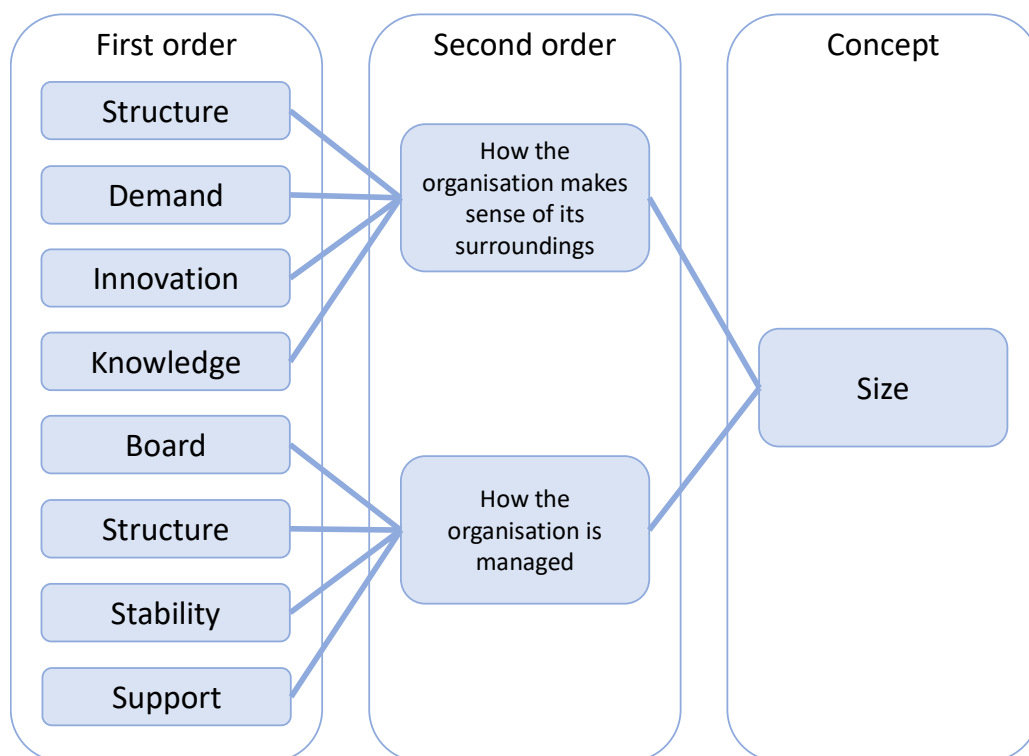 First order
Structure
Demand
Innovation
Knowledge
Board
Structure
Stability
Support
Second order
How the
organisation makes
sense of its
surroundings
How the
organisation is
managed
Concept
Size